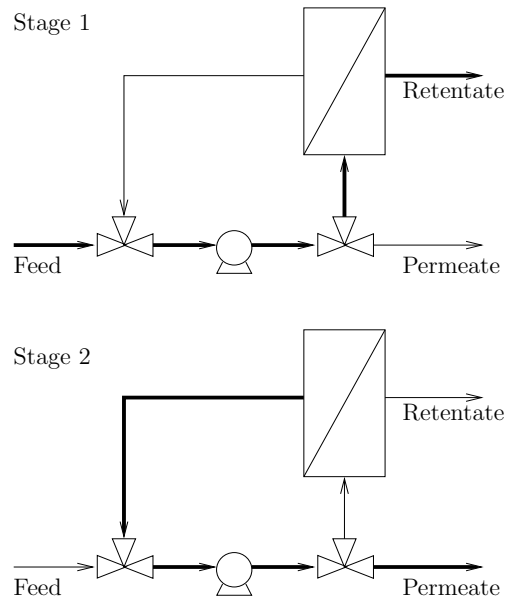 Stage 1
Retentate
Feed
Permeate
Stage 2
Retentate
Feed
Permeate